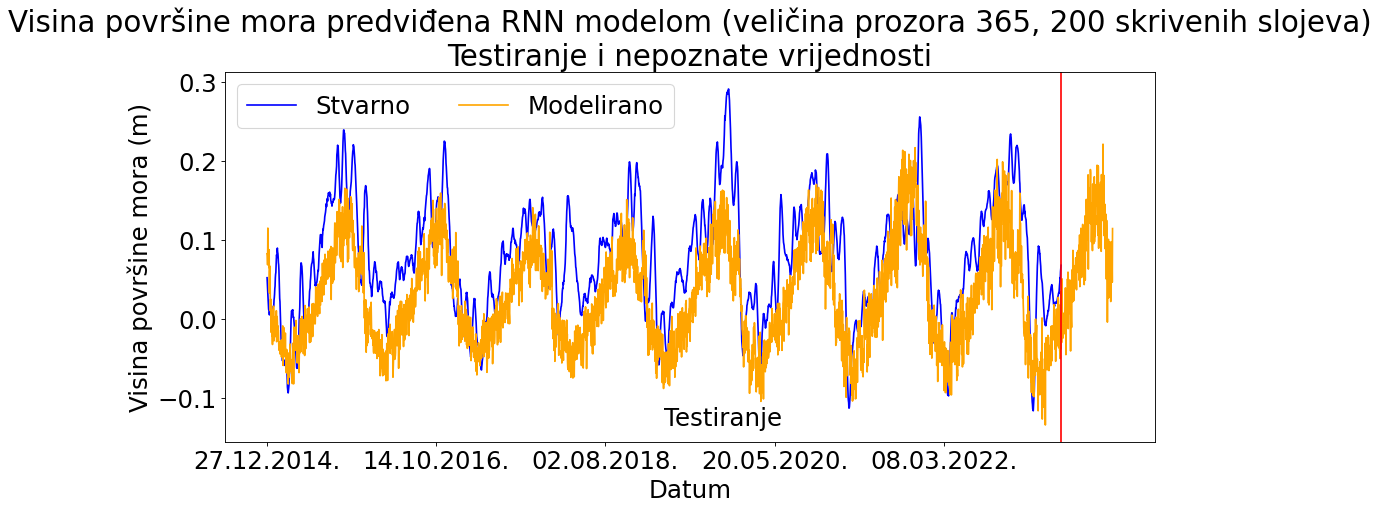 Visina površine mora predviđena RNN modelom (veličina prozora 365, 200 skrivenih slojeva)
Testiranje i nepoznate vrijednosti
Stvarno Modelirano
Visina površine mora (m)
0.3
0.2
0.1
0.0
−0.1
Testiranje
27.12.2014. 14.10.2016. 02.08.2018. 20.05.2020. 08.03.2022.
Datum